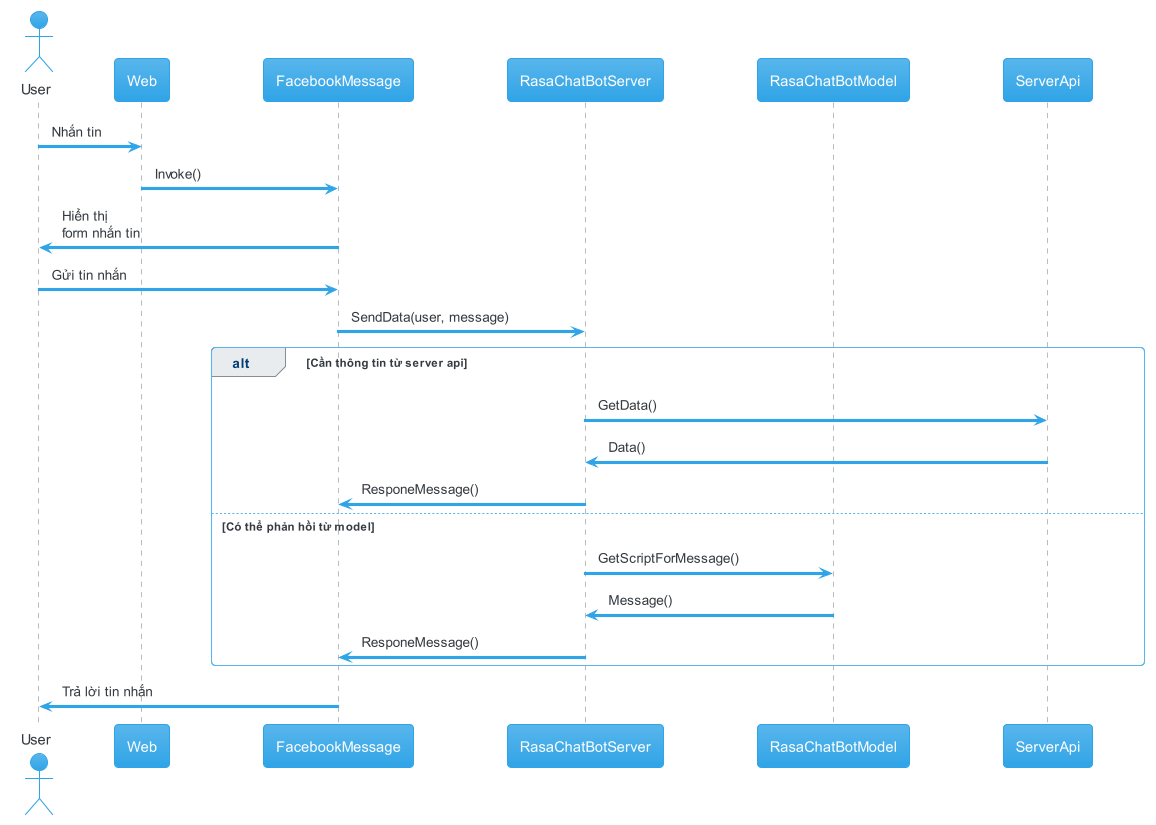 User
Web
FacebookMessage
RasaChatBotServer
RasaChatBotModel
ServerApi
Nhắn tin
Invoke()
Hiển thị
form nhắn tin
Gửi tin nhắn
SendData(user, message)
alt
[Cần thông tin từ server api]
GetData()
Data()
ResponeMessage()
[Có thể phản hồi từ model]
GetScriptForMessage()
Message()
ResponeMessage()
Trả lời tin nhắn
User
Web
FacebookMessage
RasaChatBotServer
RasaChatBotModel
ServerApi